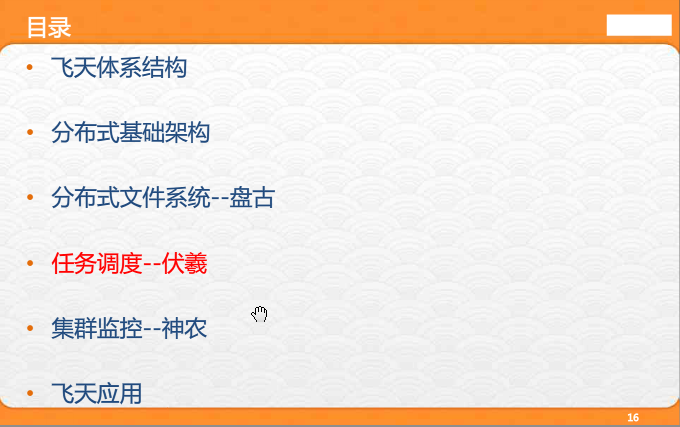 目录
• 飞天体系结构
• 分布式基础架构
• 分布式文件系统--盘古
• 任务调度--伏羲
• 集群监控--神农
• 飞天应用
16